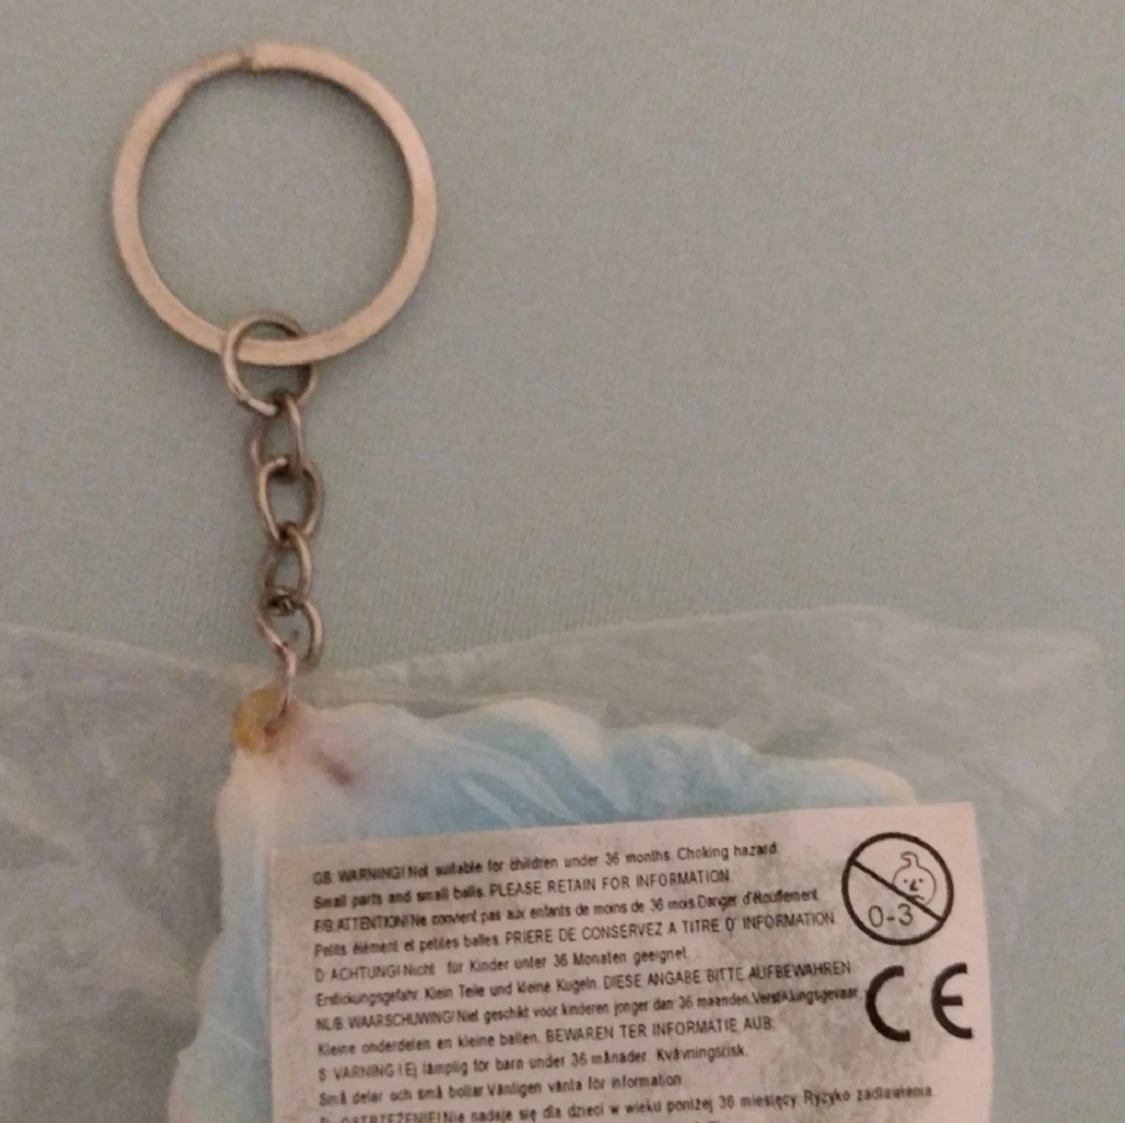 GB WARNING! Not suitable for children under 36 months. Choking hazard.
Small parts and small balls. PLEASE RETAIN FOR INFORMATION
F/B ATTENTION! Ne convient pas aux enfants de moins de 36 mois. Danger d'étouffement.
Petits élément et petites balles. PRIERE DE CONSERVEZ A TITRE D' INFORMATION
D ACHTUNG! Nicht für Kinder unter 36 Monaten geeignet.
Erstickungsgefahr. Klein Teile und kleine Kugeln. DIESE ANGABE BITTE AUFBEWAHREN
NL/B WAARSCHUWING! Niet geschikt voor kinderen jonger dan 36 maanden.
Kleine onderdelen en kleine ballen. BEWAREN TER INFORMATIE AUB.
S VARNING ! Ej lämplig för barn under 36 månader. Kvävningsrisk.
Små delar och små bollar Vänligen vänta för information.
OSTRZEŻENIE! Nie nadaje się dla dzieci w wieku poniżej 36 miesięcy. Ryzyko zadławienia
0-3
CE